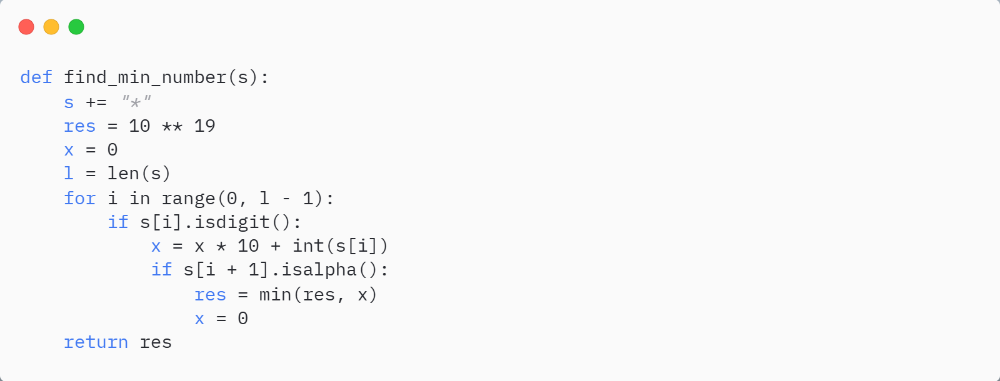 def find_min_number(s):
    s += "*"
    res = 10 ** 19
    x = 0
    l = len(s)
    for i in range(0, l - 1):
        if s[i].isdigit():
            x = x * 10 + int(s[i])
            if s[i + 1].isalpha():
                res = min(res, x)
                x = 0
    return res